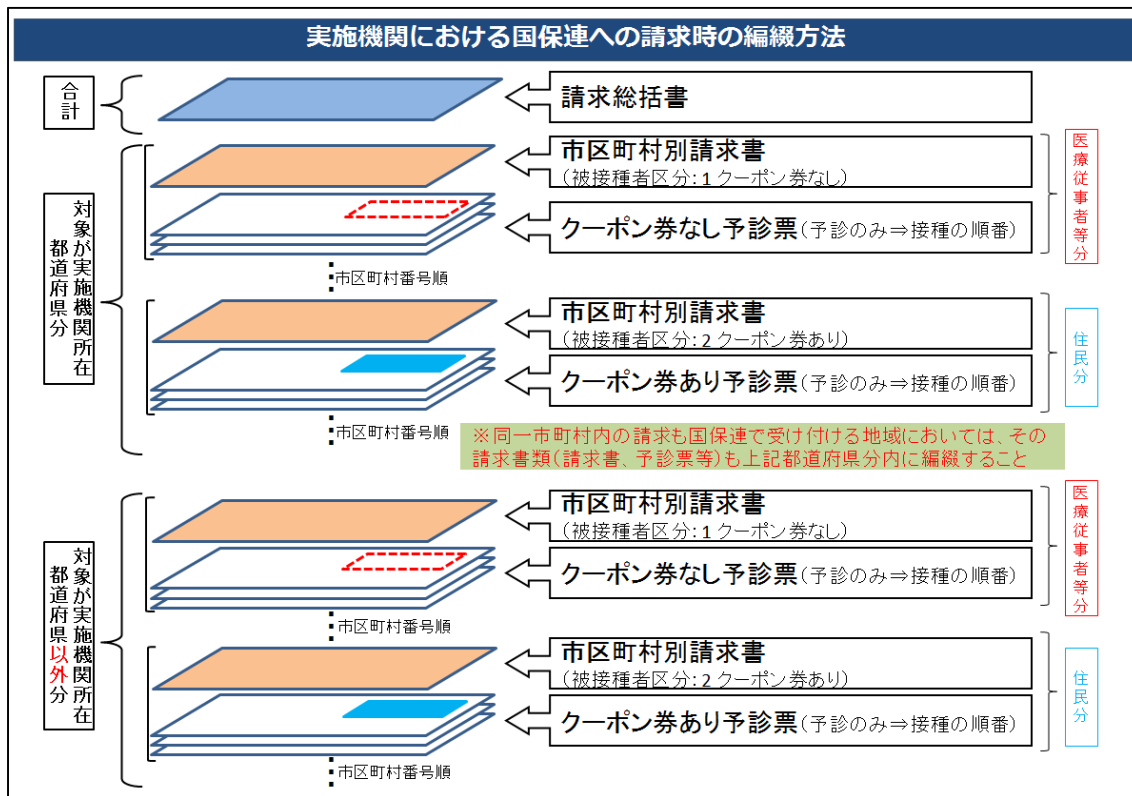 実施機関における国保連への請求時の編綴方法
合計
請求総括書
対象が実施機関所在
都道府県分
市区町村別請求書
(被接種者区分:1 クーポン券なし)
クーポン券なし予診票(予診のみ⇒接種の順番)
医療従事者等分
市区町村番号順
市区町村別請求書
(被接種者区分:2 クーポン券あり)
クーポン券あり予診票(予診のみ⇒接種の順番)
住民分
市区町村番号順
※同一市町村内の請求も国保連で受け付ける地域においては、その
請求書類(請求書、予診票等)も上記都道府県分内に編綴すること
対象が実施機関所在
都道府県以外分
市区町村別請求書
(被接種者区分:1 クーポン券なし)
クーポン券なし予診票(予診のみ⇒接種の順番)
医療従事者等分
市区町村番号順
市区町村別請求書
(被接種者区分:2 クーポン券あり)
クーポン券あり予診票(予診のみ⇒接種の順番)
住民分
市区町村番号順